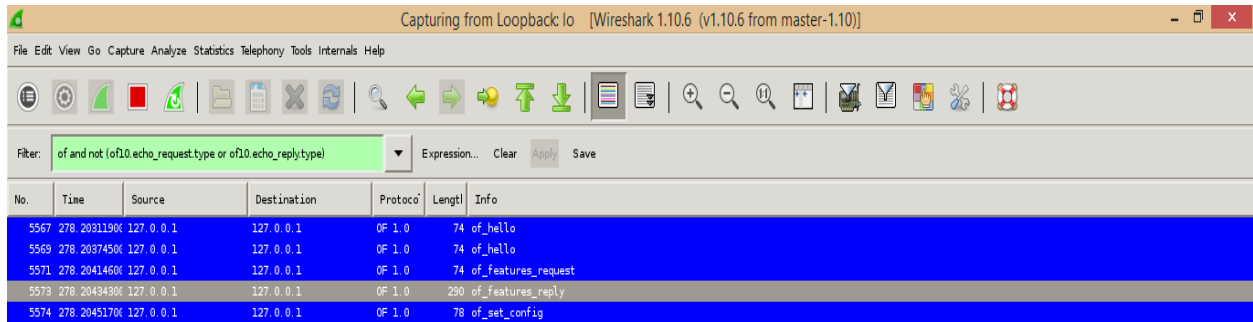 Capturing from Loopback: lo [Wireshark 1.10.6 (v1.10.6 from master-1.10)]
File Edit View Go Capture Analyze Statistics Telephony Tools Internals Help
Filter: of and not (of10.echo_request.type or of10.echo_reply.type) Expression... Clear Apply Save
No. Time Source Destination Protoco Lengtl Info
5567 278.20311900 127.0.0.1 127.0.0.1 OF 1.0 74 of_hello
5569 278.20374500 127.0.0.1 127.0.0.1 OF 1.0 74 of_hello
5571 278.20414600 127.0.0.1 127.0.0.1 OF 1.0 74 of_features_request
5573 278.20434300 127.0.0.1 127.0.0.1 OF 1.0 290 of_features_reply
5574 278.20451700 127.0.0.1 127.0.0.1 OF 1.0 78 of_set_config